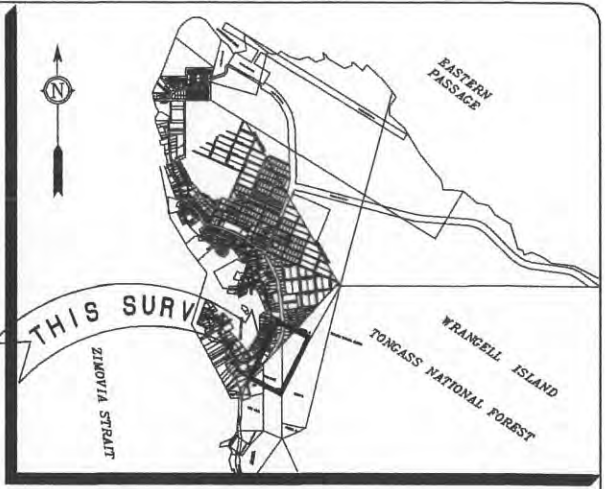 EASTERN
PASSAGE
N
WRANGELL ISLAND
TONGASS NATIONAL FOREST
THIS SURV
ZIMOVIA STRAIT